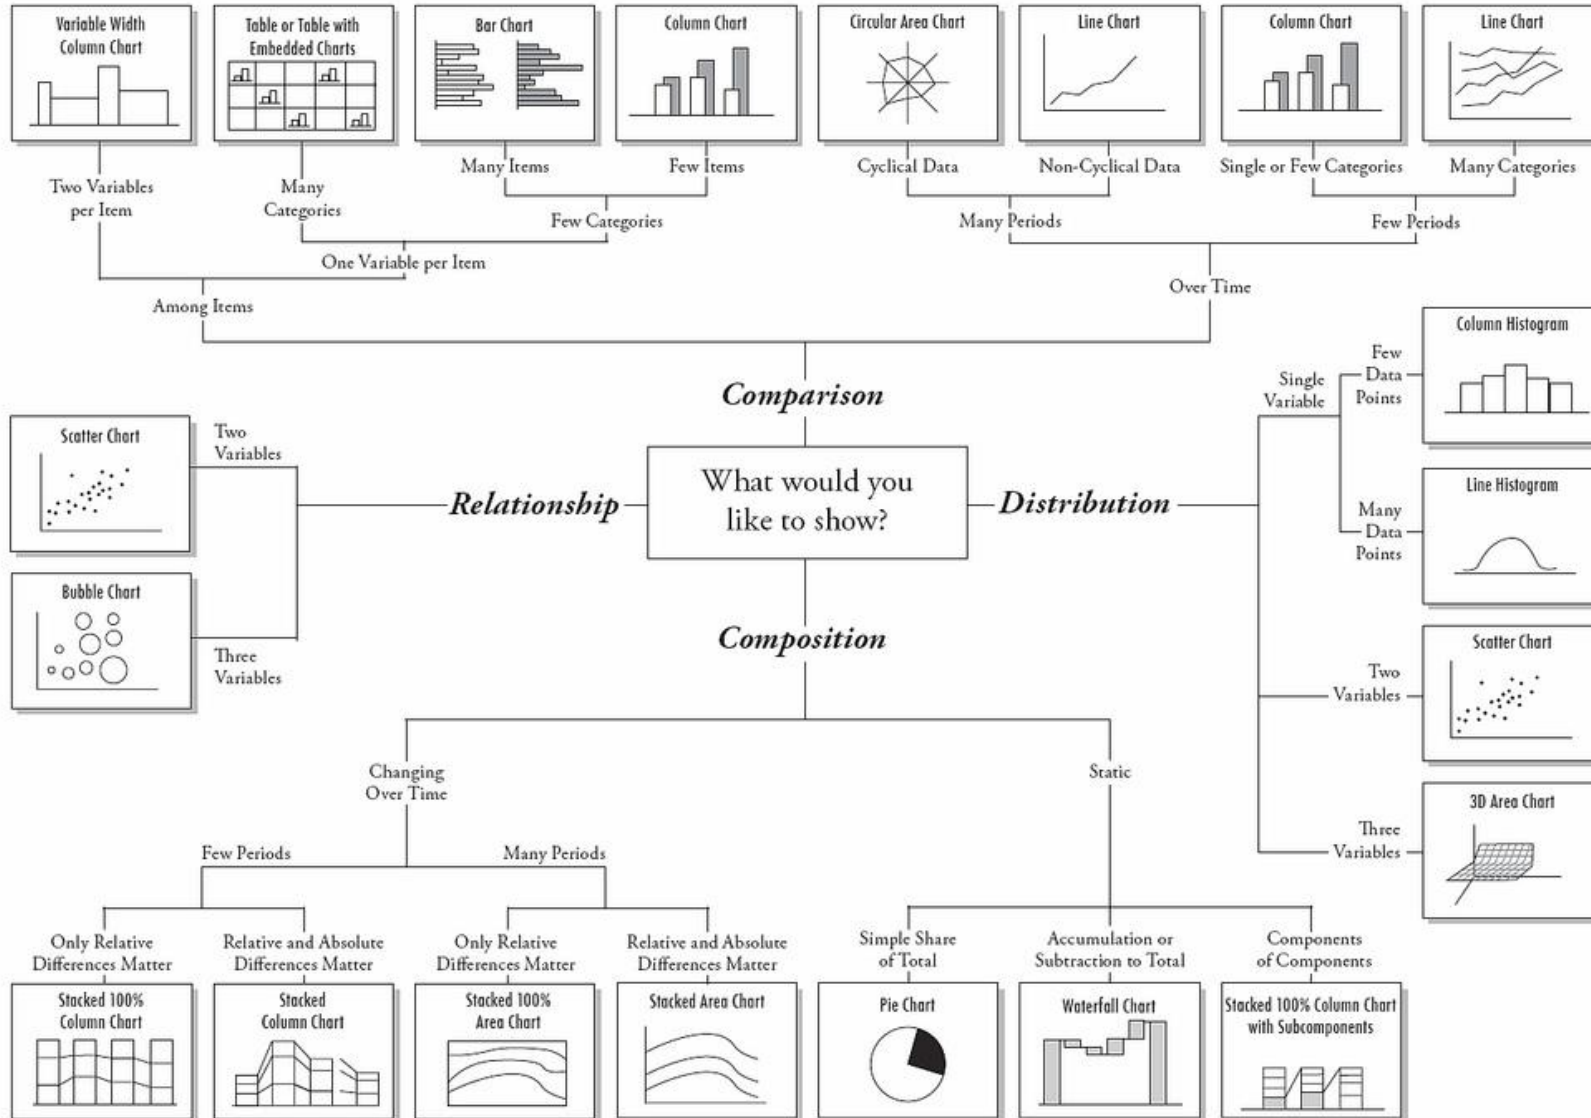 Variable Width
Column Chart
Table or Table with
Embedded Charts
Bar Chart
Column Chart
Circular Area Chart
Line Chart
Column Chart
Line Chart
Two Variables
per Item
Many
Categories
Many Items
Few Items
Cyclical Data
Non-Cyclical Data
Single or Few Categories
Many Categories
Few Categories
Many Periods
Few Periods
One Variable per Item
Among Items
Over Time
Comparison
What would you
like to show?
Relationship
Two
Variables
Scatter Chart
Three
Variables
Bubble Chart
Distribution
Single
Variable
Few
Data
Points
Column Histogram
Many
Data
Points
Line Histogram
Two
Variables
Scatter Chart
Three
Variables
3D Area Chart
Composition
Changing
Over Time
Static
Few Periods
Many Periods
Only Relative
Differences Matter
Relative and Absolute
Differences Matter
Only Relative
Differences Matter
Relative and Absolute
Differences Matter
Simple Share
of Total
Accumulation or
Subtraction to Total
Components
of Components
Stacked 100%
Column Chart
Stacked
Column Chart
Stacked 100%
Area Chart
Stacked Area Chart
Pie Chart
Waterfall Chart
Stacked 100% Column Chart
with Subcomponents